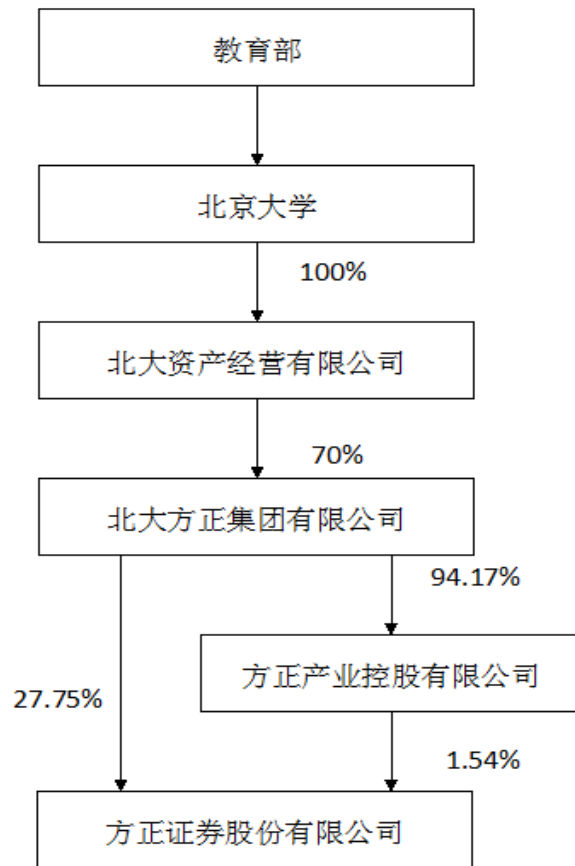 教育部
北京大学
100%
北大资产经营有限公司
70%
北大方正集团有限公司
94.17%
方正产业控股有限公司
27.75%
1.54%
方正证券股份有限公司